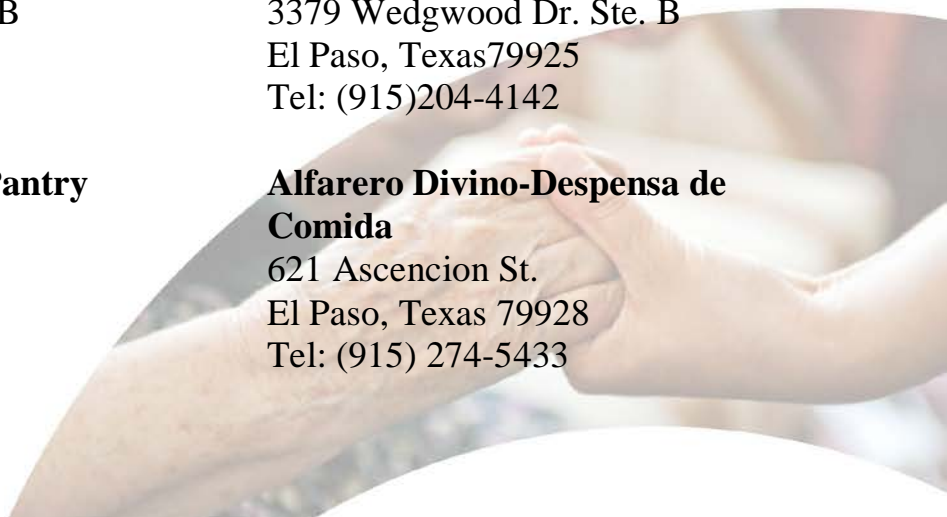 B
3379 Wedgwood Dr. Ste. B
El Paso, Texas79925
Tel: (915)204-4142
Pantry
Alfarero Divino-Despensa de
Comida
621 Ascencion St.
El Paso, Texas 79928
Tel: (915) 274-5433